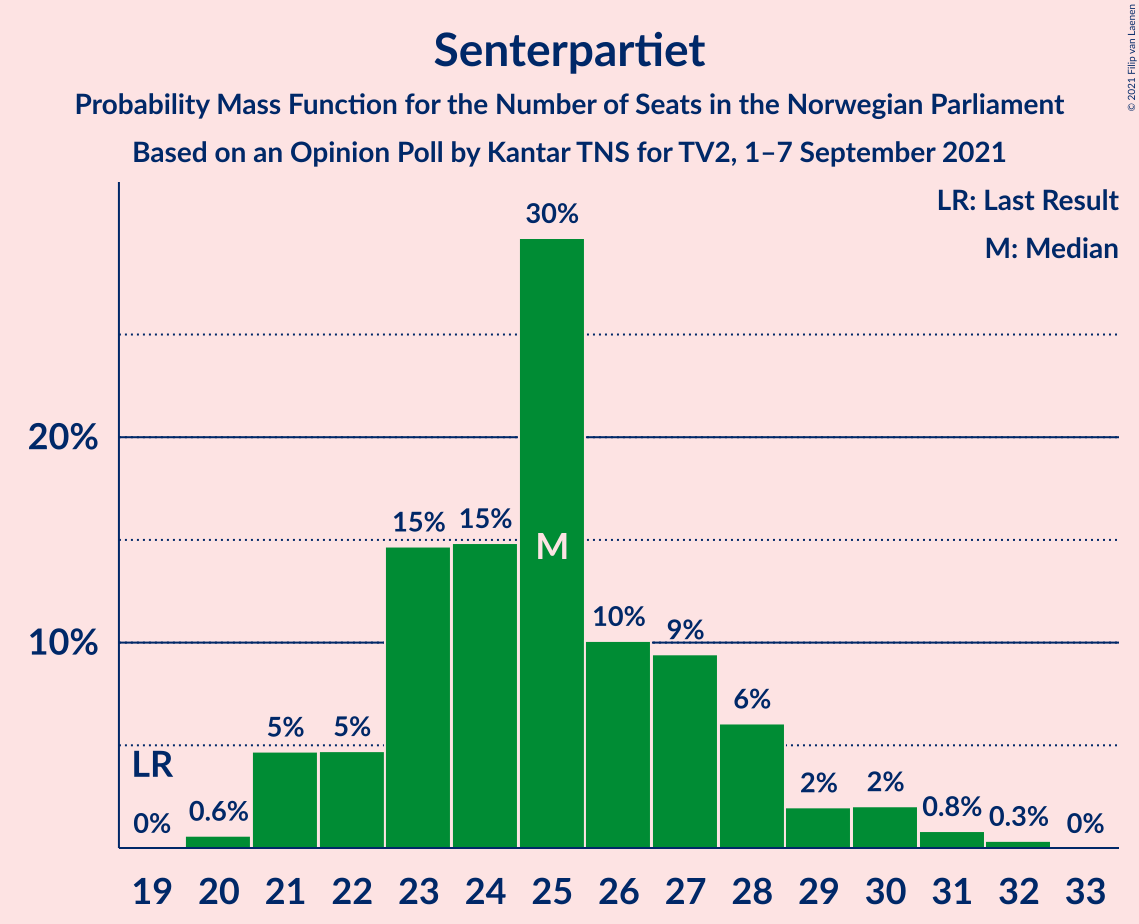 Senterpartiet
Probability Mass Function for the Number of Seats in the Norwegian Parliament
Based on an Opinion Poll by Kantar TNS for TV2, 1–7 September 2021
© 2021 Filip van Laenen
LR: Last Result
M: Median
20%
10%
LR
0%
0.6%
5%
5%
15%
15%
30%
M
10%
9%
6%
2%
2%
0.8%
0.3%
0%
19 20 21 22 23 24 25 26 27 28 29 30 31 32 33